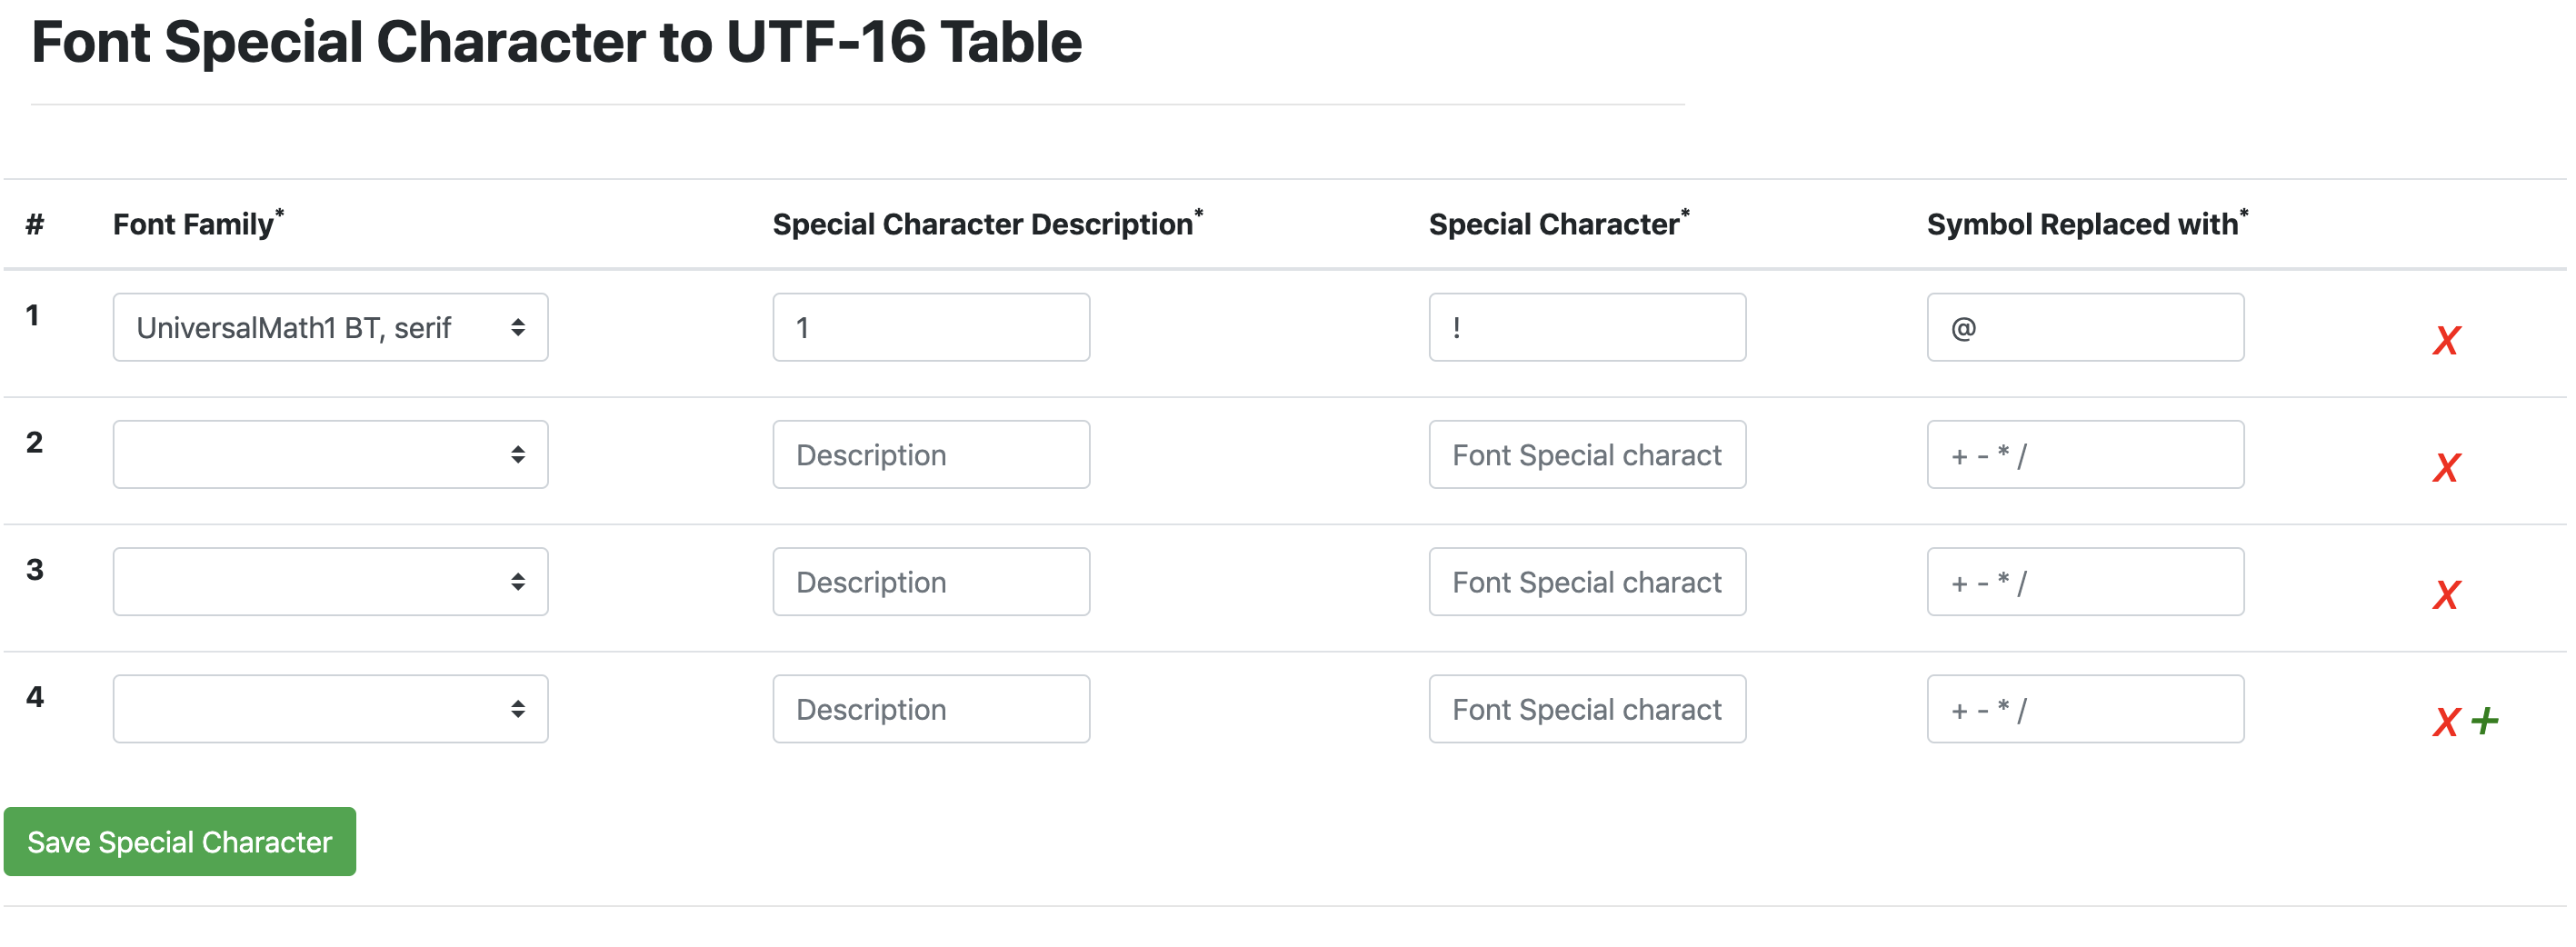 Font Special Character to UTF-16 Table
# Font Family* Special Character Description* Special Character* Symbol Replaced with*
1 UniversalMath1 BT, serif 1 ! @ X
2 Description Font Special charact + - * / X
3 Description Font Special charact + - * / X
4 Description Font Special charact + - * / X +
Save Special Character